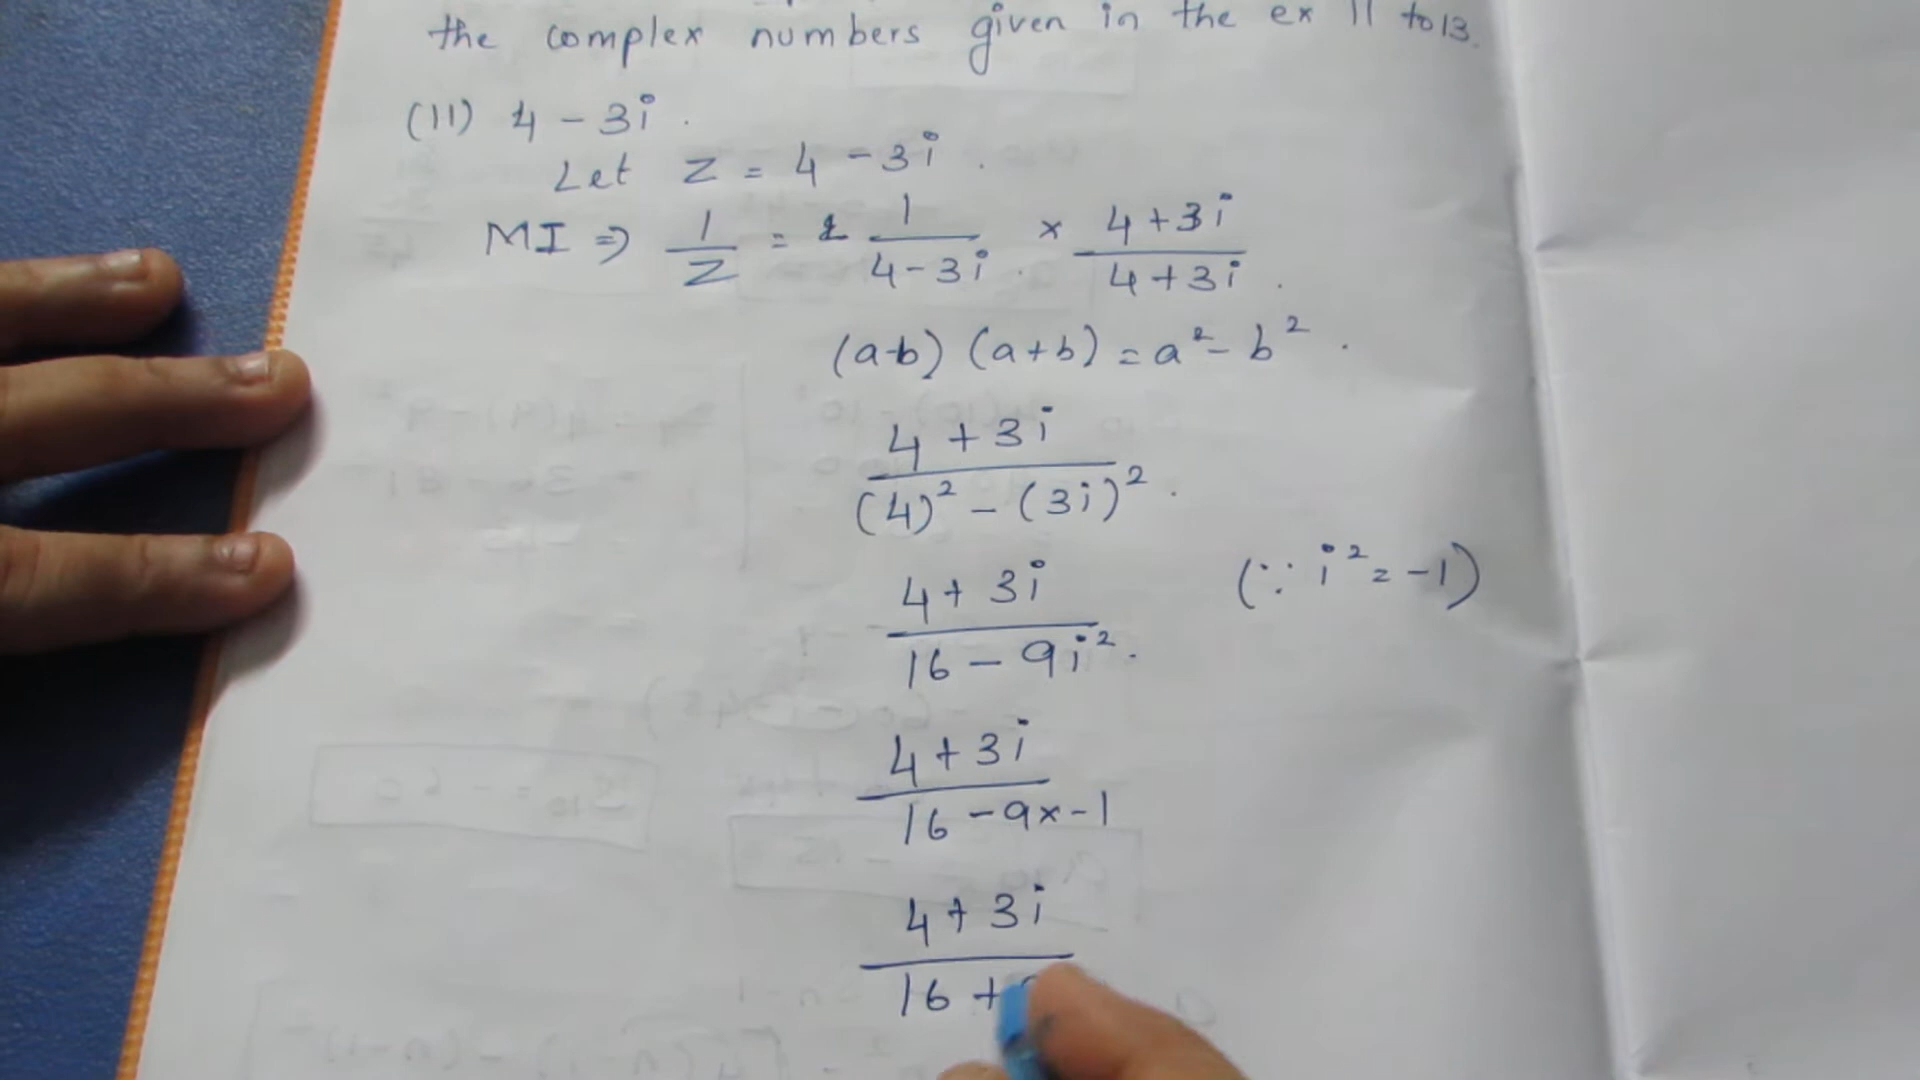 the complex numbers given in the ex 11 to 13.
(11) 4 - 3i .
Let z = 4 - 3i .
MI ⇒ 1/z = 1/(4-3i) × (4+3i)/(4+3i) .
(a-b) (a+b) = a² - b² .
4 + 3i
(4)² - (3i)² .
4 + 3i (∵ i² = -1)
16 - 9i² .
4 + 3i
16 - 9x-1
4 + 3i
16 +